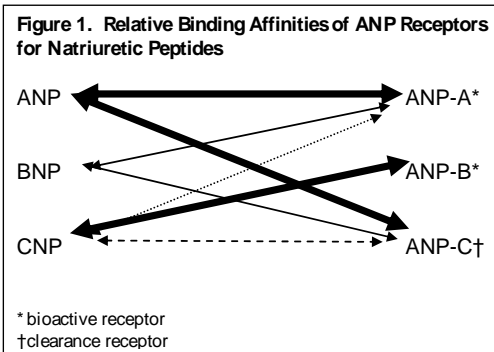 Figure 1. Relative Binding Affinities of ANP Receptors
for Natriuretic Peptides
ANP ANP-A*
BNP ANP-B*
CNP ANP-C†
* bioactive receptor
†clearance receptor